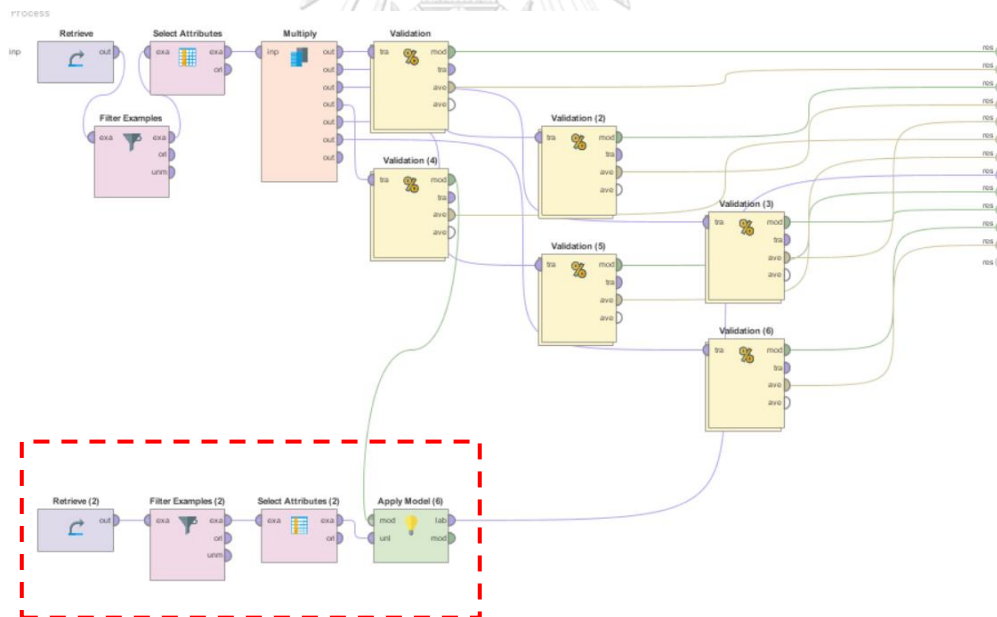 Process
inp
Retrieve
out
Select Attributes
exa exa
ori
Multiply
inp out
out
out
out
out
out
out
Validation
tra mod
tra
ave
ave
Filter Examples
exa exa
ori
unm
Validation (2)
tra mod
tra
ave
ave
Validation (4)
tra mod
tra
ave
ave
Validation (3)
tra mod
tra
ave
ave
Validation (5)
tra mod
tra
ave
ave
Validation (6)
tra mod
tra
ave
ave
res
res
res
res
res
res
res
res
res
res
res
res
res
Retrieve (2)
out
Filter Examples (2)
exa exa
ori
unm
Select Attributes (2)
exa exa
ori
Apply Model (6)
mod lab
unl mod